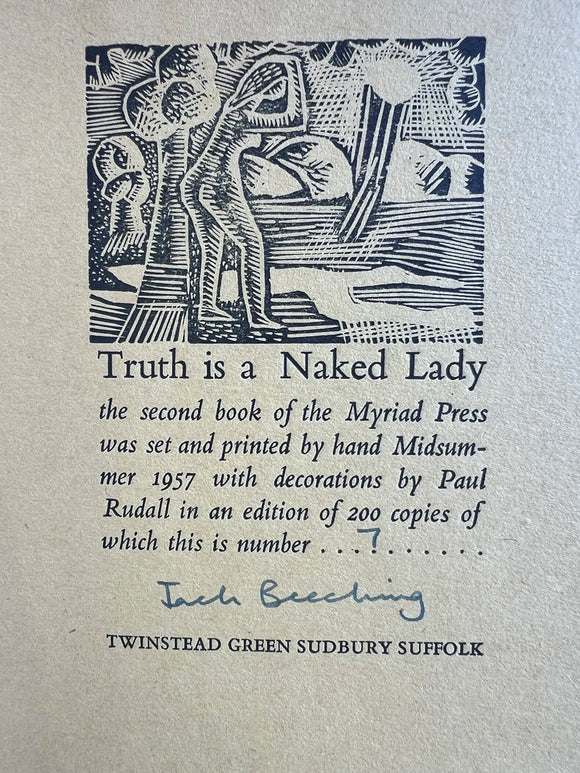 Truth is a Naked Lady
the second book of the Myriad Press
was set and printed by hand Midsum-
mer 1957 with decorations by Paul
Rudall in an edition of 200 copies of
which this is number . . . 7 . . . . . .
Jack Beeching
TWINSTEAD GREEN SUDBURY SUFFOLK